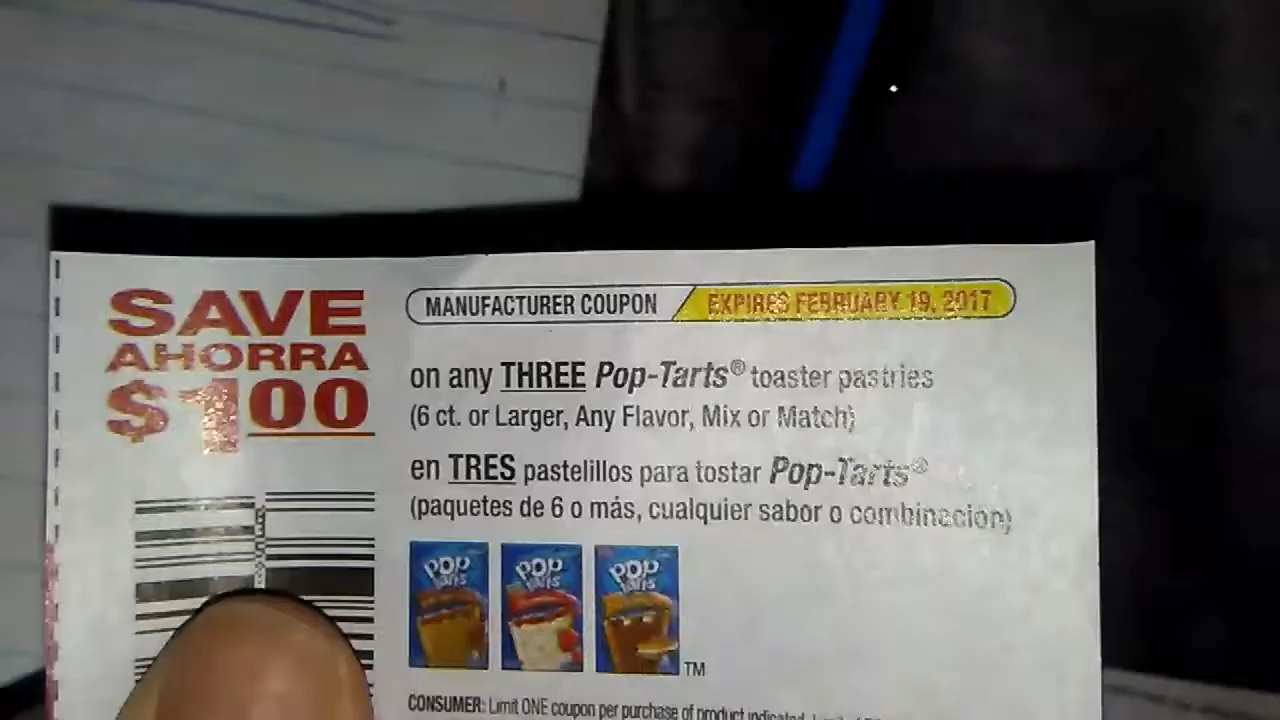 SAVE
AHORRA
$1.00
MANUFACTURER COUPON EXPIRES FEBRUARY 19, 2017
on any THREE Pop-Tarts® toaster pastries
(6 ct. or Larger, Any Flavor, Mix or Match)
en TRES pastelillos para tostar Pop-Tarts®
(paquetes de 6 o más, cualquier sabor o combinacion)
POP Tarts POP Tarts POP Tarts TM
CONSUMER: Limit ONE coupon per purchase of product indicated.